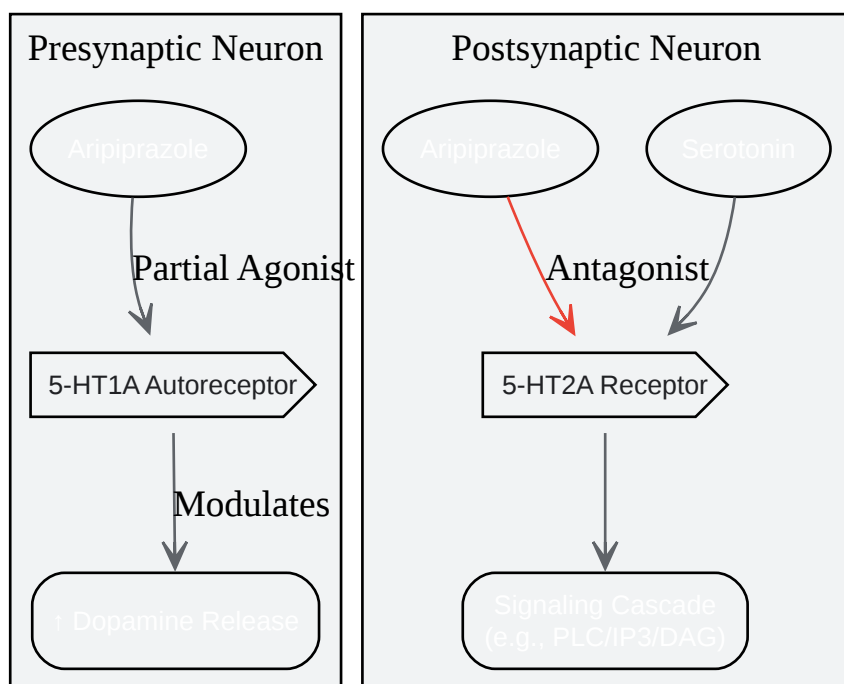 Presynaptic Neuron
Aripiprazole
Partial Agonist
5-HT1A Autoreceptor
Modulates
↑ Dopamine Release
Postsynaptic Neuron
Aripiprazole
Serotonin
Antagonist
5-HT2A Receptor
Signaling Cascade
(e.g., PLC/IP3/DAG)